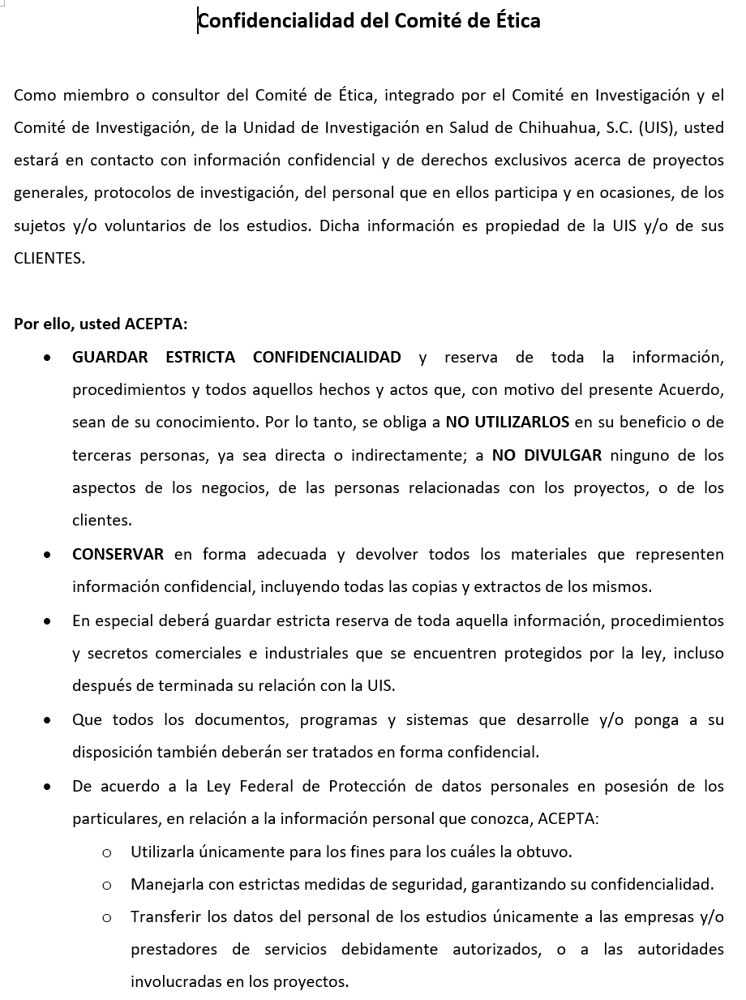 Confidencialidad del Comité de Ética
Como miembro o consultor del Comité de Ética, integrado por el Comité en Investigación y el
Comité de Investigación, de la Unidad de Investigación en Salud de Chihuahua, S.C. (UIS), usted
estará en contacto con información confidencial y de derechos exclusivos acerca de proyectos
generales, protocolos de investigación, del personal que en ellos participa y en ocasiones, de los
sujetos y/o voluntarios de los estudios. Dicha información es propiedad de la UIS y/o de sus
CLIENTES.
Por ello, usted ACEPTA:
• GUARDAR ESTRICTA CONFIDENCIALIDAD y reserva de toda la información,
procedimientos y todos aquellos hechos y actos que, con motivo del presente Acuerdo,
sean de su conocimiento. Por lo tanto, se obliga a NO UTILIZARLOS en su beneficio o de
terceras personas, ya sea directa o indirectamente; a NO DIVULGAR ninguno de los
aspectos de los negocios, de las personas relacionadas con los proyectos, o de los
clientes.
• CONSERVAR en forma adecuada y devolver todos los materiales que representen
información confidencial, incluyendo todas las copias y extractos de los mismos.
• En especial deberá guardar estricta reserva de toda aquella información, procedimientos
y secretos comerciales e industriales que se encuentren protegidos por la ley, incluso
después de terminada su relación con la UIS.
• Que todos los documentos, programas y sistemas que desarrolle y/o ponga a su
disposición también deberán ser tratados en forma confidencial.
• De acuerdo a la Ley Federal de Protección de datos personales en posesión de los
particulares, en relación a la información personal que conozca, ACEPTA:
o Utilizarla únicamente para los fines para los cuáles la obtuvo.
o Manejarla con estrictas medidas de seguridad, garantizando su confidencialidad.
o Transferir los datos del personal de los estudios únicamente a las empresas y/o
prestadores de servicios debidamente autorizados, o a las autoridades
involucradas en los proyectos.